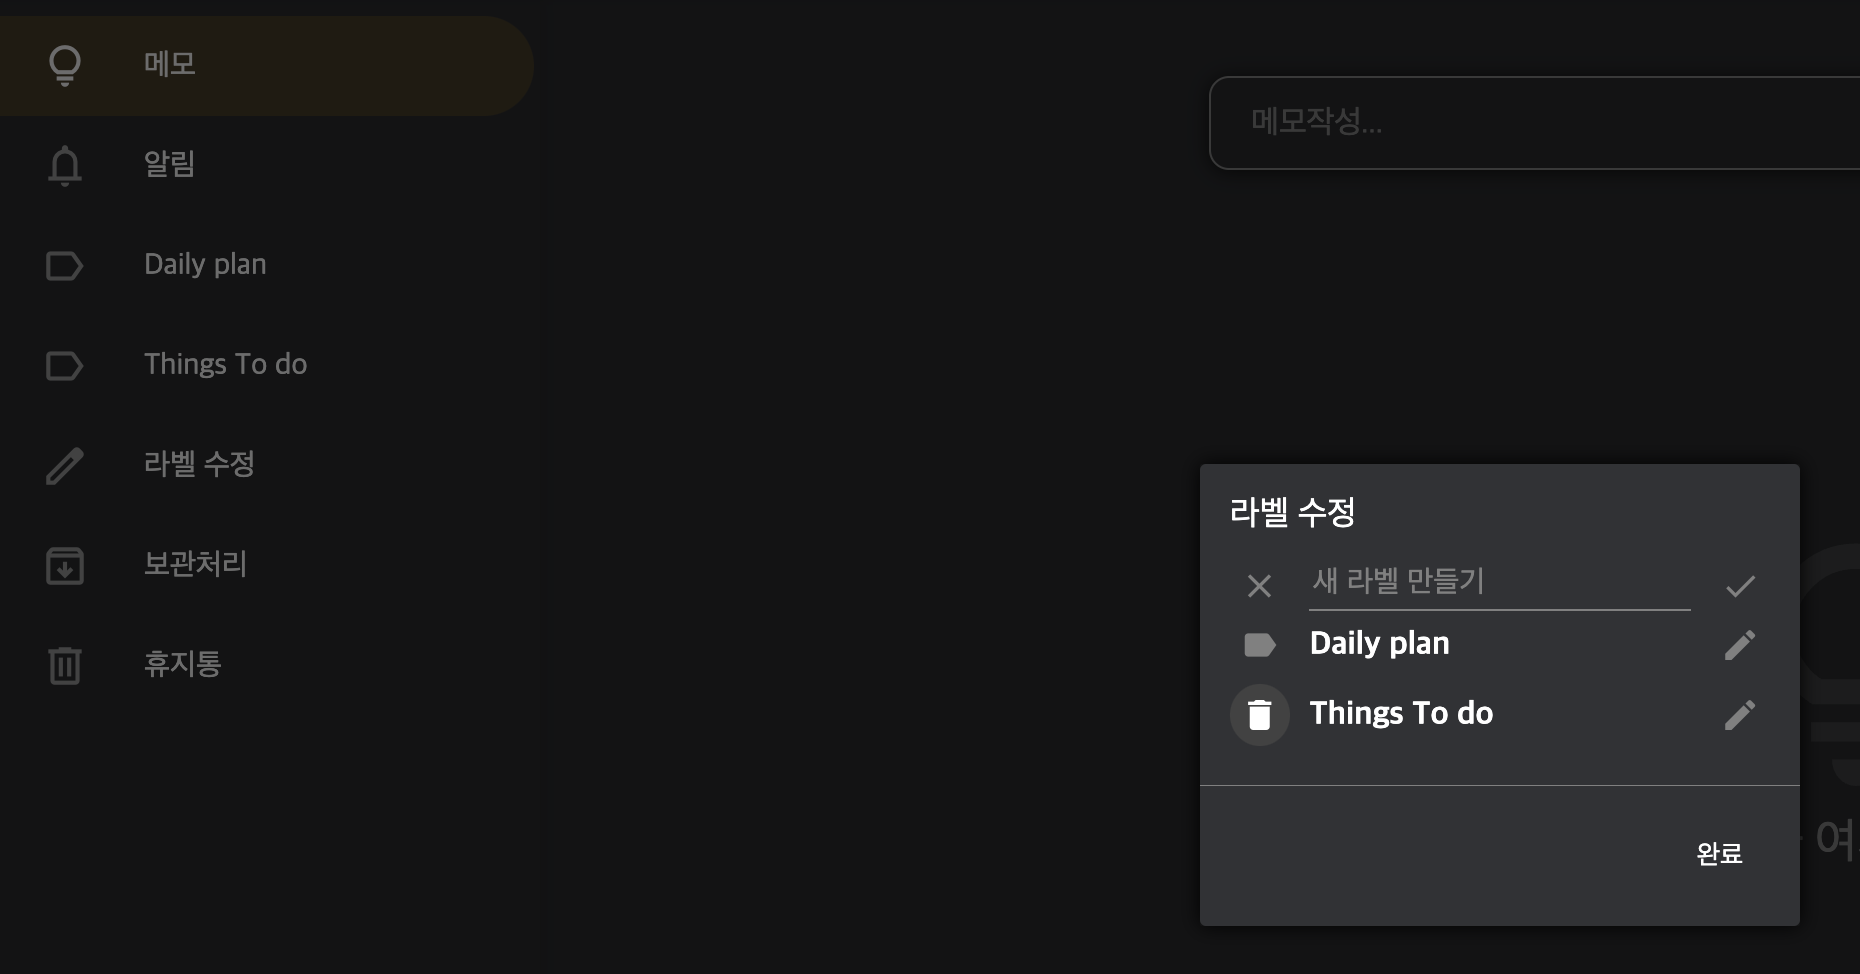 메모
알림
Daily plan
Things To do
라벨 수정
보관처리
휴지통
메모작성...
라벨 수정
새 라벨 만들기
Daily plan
Things To do
완료
여